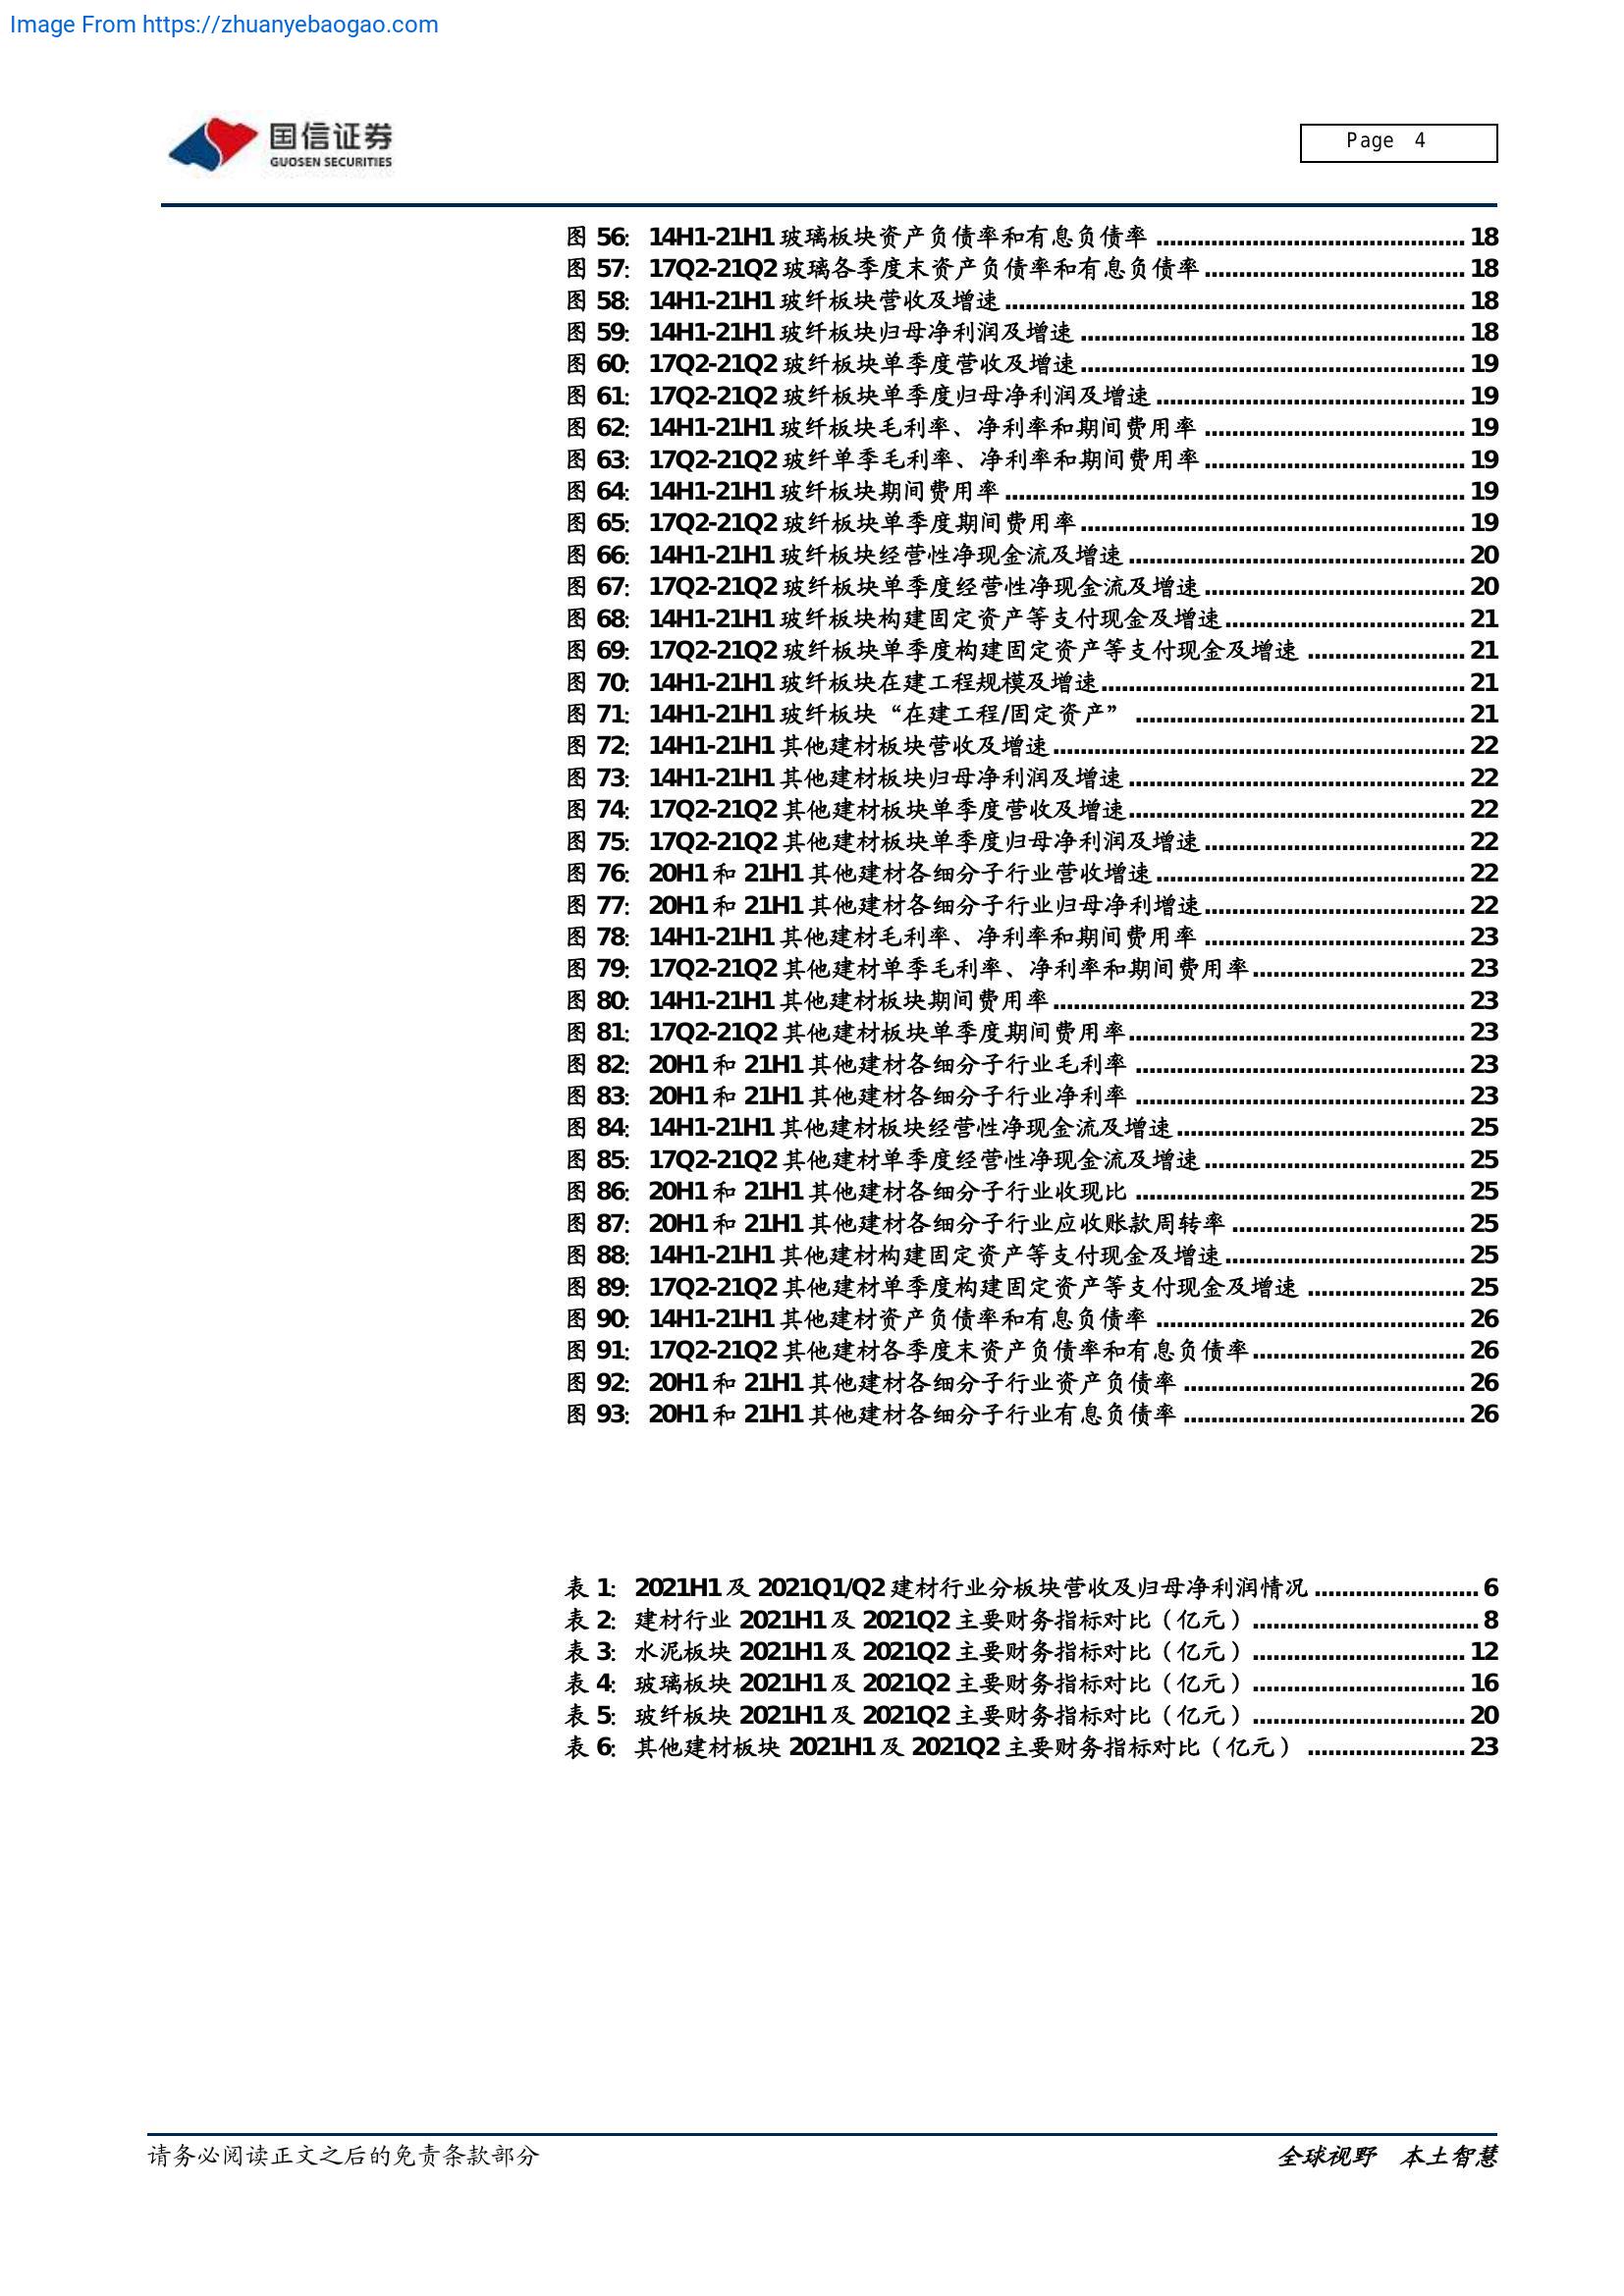 Image From https://zhuanyebaogao.com
国信证券
GUOSEN SECURITIES
Page 4
图 56: 14H1-21H1 玻璃板块资产负债率和有息负债率 ............ 18
图 57: 17Q2-21Q2 玻璃各季度末资产负债率和有息负债率 ............ 18
图 58: 14H1-21H1 玻纤板块营收及增速 ............ 18
图 59: 14H1-21H1 玻纤板块归母净利润及增速 ............ 18
图 60: 17Q2-21Q2 玻纤板块单季度营收及增速 ............ 19
图 61: 17Q2-21Q2 玻纤板块单季度归母净利润及增速 ............ 19
图 62: 14H1-21H1 玻纤板块毛利率、净利率和期间费用率 ............ 19
图 63: 17Q2-21Q2 玻纤单季毛利率、净利率和期间费用率 ............ 19
图 64: 14H1-21H1 玻纤板块期间费用率 ............ 19
图 65: 17Q2-21Q2 玻纤板块单季度期间费用率 ............ 19
图 66: 14H1-21H1 玻纤板块经营性净现金流及增速 ............ 20
图 67: 17Q2-21Q2 玻纤板块单季度经营性净现金流及增速 ............ 20
图 68: 14H1-21H1 玻纤板块构建固定资产等支付现金及增速 ............ 21
图 69: 17Q2-21Q2 玻纤板块单季度构建固定资产等支付现金及增速 ............ 21
图 70: 14H1-21H1 玻纤板块在建工程规模及增速 ............ 21
图 71: 14H1-21H1 玻纤板块“在建工程/固定资产” ............ 21
图 72: 14H1-21H1 其他建材板块营收及增速 ............ 22
图 73: 14H1-21H1 其他建材板块归母净利润及增速 ............ 22
图 74: 17Q2-21Q2 其他建材板块单季度营收及增速 ............ 22
图 75: 17Q2-21Q2 其他建材板块单季度归母净利润及增速 ............ 22
图 76: 20H1 和 21H1 其他建材各细分子行业营收增速 ............ 22
图 77: 20H1 和 21H1 其他建材各细分子行业归母净利增速 ............ 22
图 78: 14H1-21H1 其他建材毛利率、净利率和期间费用率 ............ 23
图 79: 17Q2-21Q2 其他建材单季毛利率、净利率和期间费用率 ............ 23
图 80: 14H1-21H1 其他建材板块期间费用率 ............ 23
图 81: 17Q2-21Q2 其他建材板块单季度期间费用率 ............ 23
图 82: 20H1 和 21H1 其他建材各细分子行业毛利率 ............ 23
图 83: 20H1 和 21H1 其他建材各细分子行业净利率 ............ 23
图 84: 14H1-21H1 其他建材板块经营性净现金流及增速 ............ 25
图 85: 17Q2-21Q2 其他建材单季度经营性净现金流及增速 ............ 25
图 86: 20H1 和 21H1 其他建材各细分子行业收现比 ............ 25
图 87: 20H1 和 21H1 其他建材各细分子行业应收账款周转率 ............ 25
图 88: 14H1-21H1 其他建材构建固定资产等支付现金及增速 ............ 25
图 89: 17Q2-21Q2 其他建材单季度构建固定资产等支付现金及增速 ............ 25
图 90: 14H1-21H1 其他建材资产负债率和有息负债率 ............ 26
图 91: 17Q2-21Q2 其他建材各季度末资产负债率和有息负债率 ............ 26
图 92: 20H1 和 21H1 其他建材各细分子行业资产负债率 ............ 26
图 93: 20H1 和 21H1 其他建材各细分子行业有息负债率 ............ 26
表 1: 2021H1 及 2021Q1/Q2 建材行业分板块营收及归母净利润情况 ............ 6
表 2: 建材行业 2021H1 及 2021Q2 主要财务指标对比（亿元） ............ 8
表 3: 水泥板块 2021H1 及 2021Q2 主要财务指标对比（亿元） ............ 12
表 4: 玻璃板块 2021H1 及 2021Q2 主要财务指标对比（亿元） ............ 16
表 5: 玻纤板块 2021H1 及 2021Q2 主要财务指标对比（亿元） ............ 20
表 6: 其他建材板块 2021H1 及 2021Q2 主要财务指标对比（亿元） ............ 23
请务必阅读正文之后的免责条款部分
全球视野 本土智慧